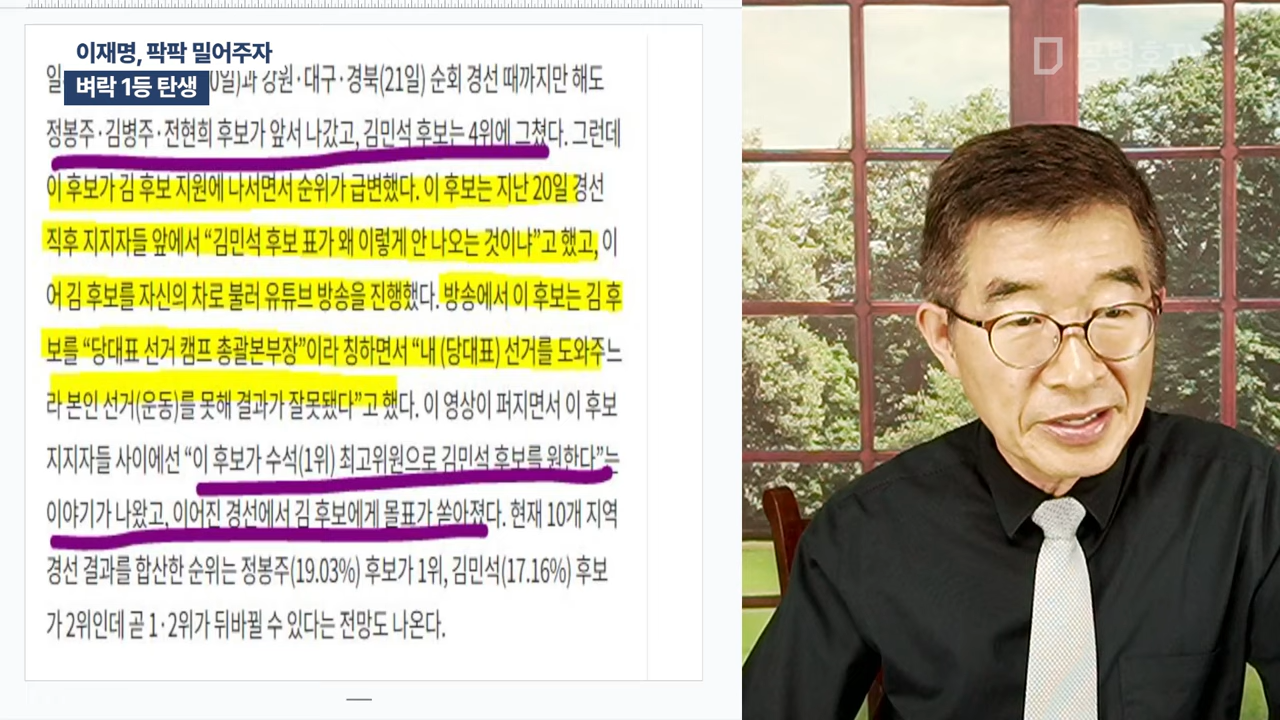 이재명, 팍팍 밀어주자
벼락 1등 탄생
0일)과 강원·대구·경북(21일) 순회 경선 때까지만 해도
정봉주·김병주·전현희 후보가 앞서 나갔고, 김민석 후보는 4위에 그쳤다. 그런데
이 후보가 김 후보 지원에 나서면서 순위가 급변했다. 이 후보는 지난 20일 경선
직후 지지자들 앞에서 “김민석 후보 표가 왜 이렇게 안 나오는 것이냐”고 했고, 이
어 김 후보를 자신의 차로 불러 유튜브 방송을 진행했다. 방송에서 이 후보는 김 후
보를 “당대표 선거 캠프 총괄본부장”이라 칭하면서 “내 (당대표) 선거를 도와주느
라 본인 선거(운동)를 못해 결과가 잘못됐다”고 했다. 이 영상이 퍼지면서 이 후보
지지자들 사이에선 “이 후보가 수석(1위) 최고위원으로 김민석 후보를 원한다”는
이야기가 나왔고, 이어진 경선에서 김 후보에게 몰표가 쏟아졌다. 현재 10개 지역
경선 결과를 합산한 순위는 정봉주(19.03%) 후보가 1위, 김민석(17.16%) 후보
가 2위인데 곧 1·2위가 뒤바뀔 수 있다는 전망도 나온다.
공병호TV